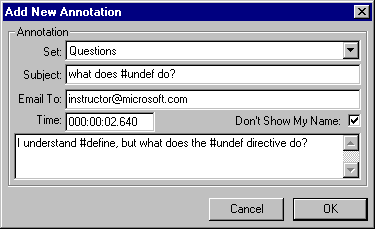 Add New Annotation
Annotation
Set: Questions
Subject: what does #undef do?
Email To: instructor@microsoft.com
Time: 000:00:02.640 Don't Show My Name:
I understand #define, but what does the #undef directive do?
Cancel OK